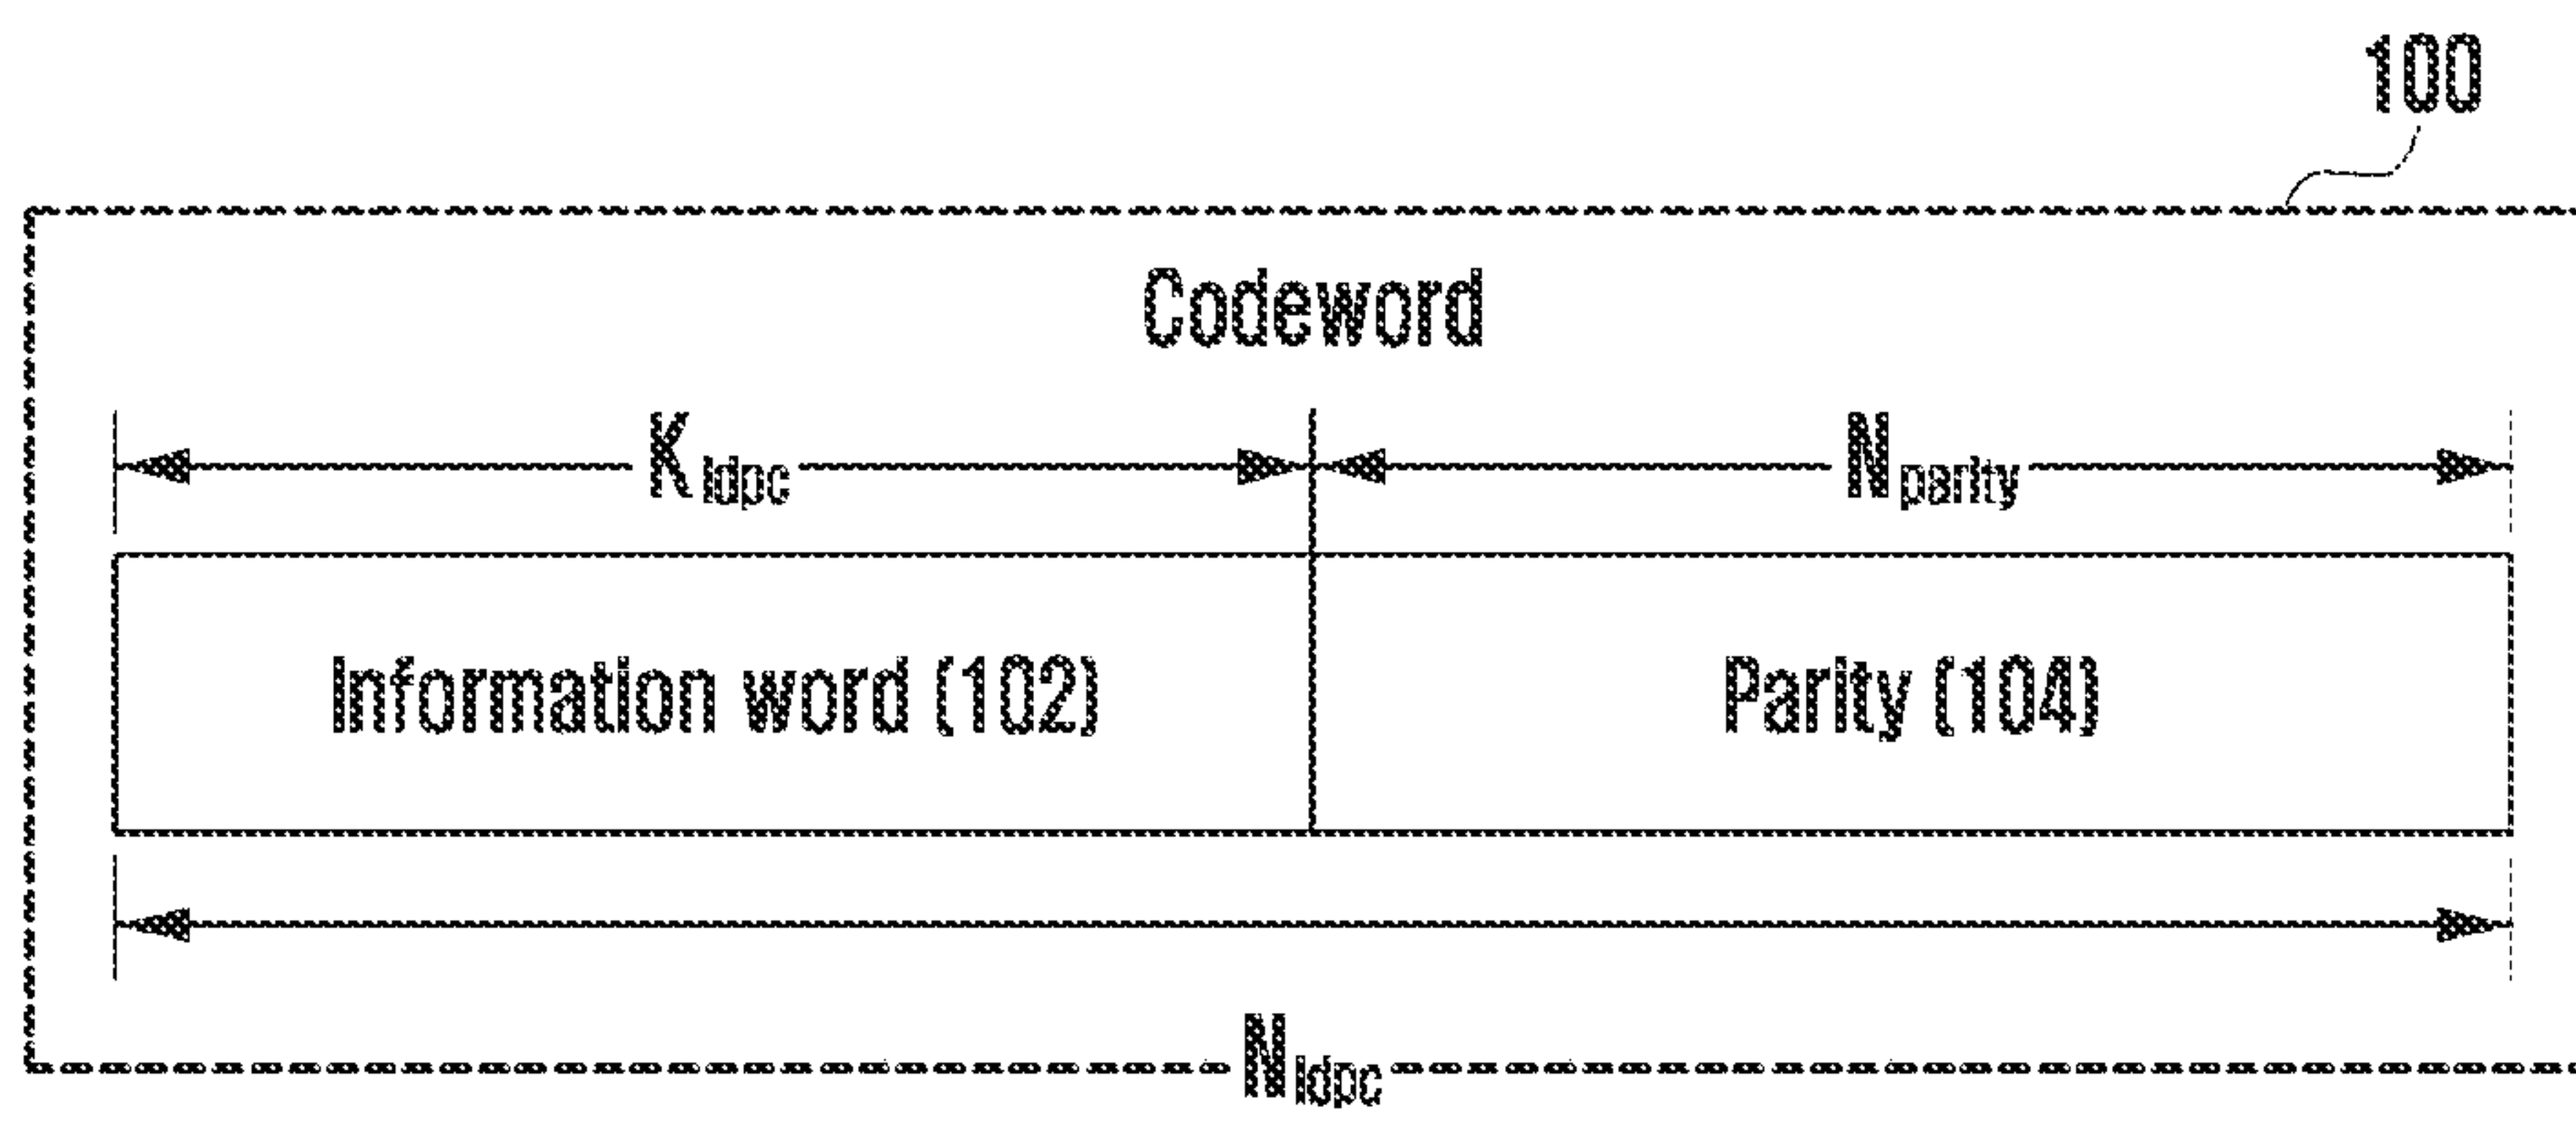 100
Codeword
K ldpc
N parity
Information word (102)
Parity (104)
N ldpc